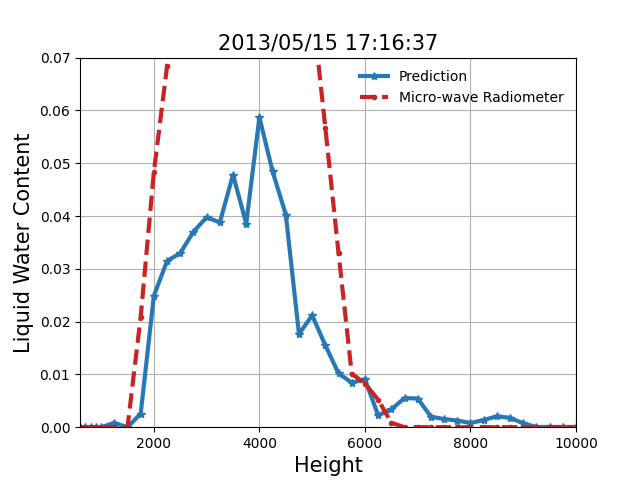 2013/05/15 17:16:37
Prediction
Micro-wave Radiometer
Liquid Water Content
0.07
0.06
0.05
0.04
0.03
0.02
0.01
0.00
2000 4000 6000 8000 10000
Height